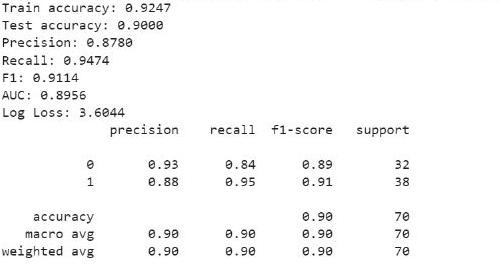 Train accuracy: 0.9247
Test accuracy: 0.9000
Precision: 0.8780
Recall: 0.9474
F1: 0.9114
AUC: 0.8956
Log Loss: 3.6044
precision recall f1-score support
0 0.93 0.84 0.89 32
1 0.88 0.95 0.91 38
accuracy 0.90 70
macro avg 0.90 0.90 0.90 70
weighted avg 0.90 0.90 0.90 70